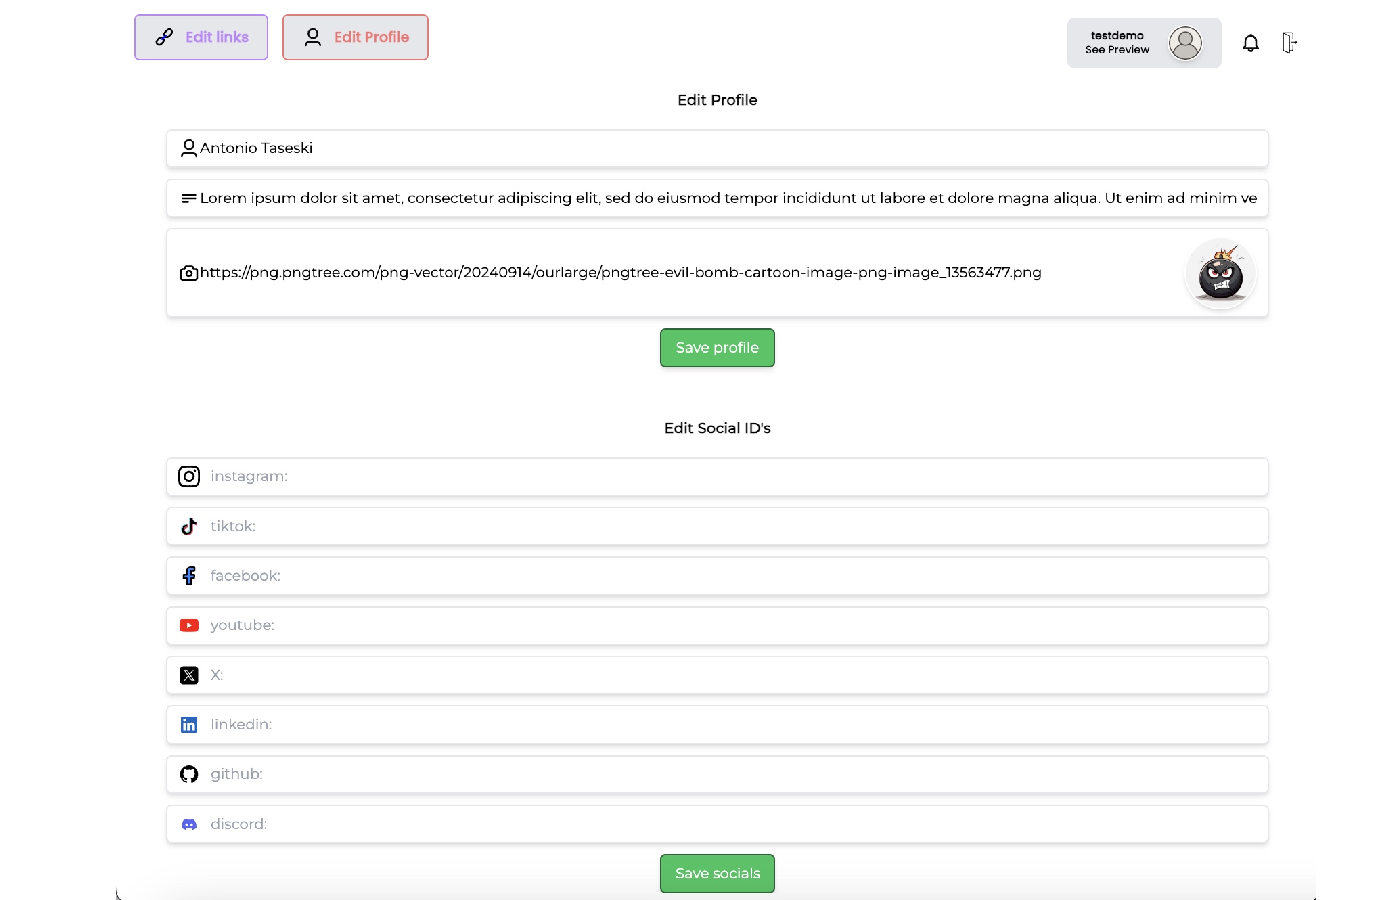 Edit links
Edit Profile
testdemo
See Preview
Edit Profile
Antonio Taseski
Lorem ipsum dolor sit amet, consectetur adipiscing elit, sed do eiusmod tempor incididunt ut labore et dolore magna aliqua. Ut enim ad minim ve
https://png.pngtree.com/png-vector/20240914/ourlarge/pngtree-evil-bomb-cartoon-image-png-image_13563477.png
Save profile
Edit Social ID's
instagram:
tiktok:
facebook:
youtube:
X:
linkedin:
github:
discord:
Save socials